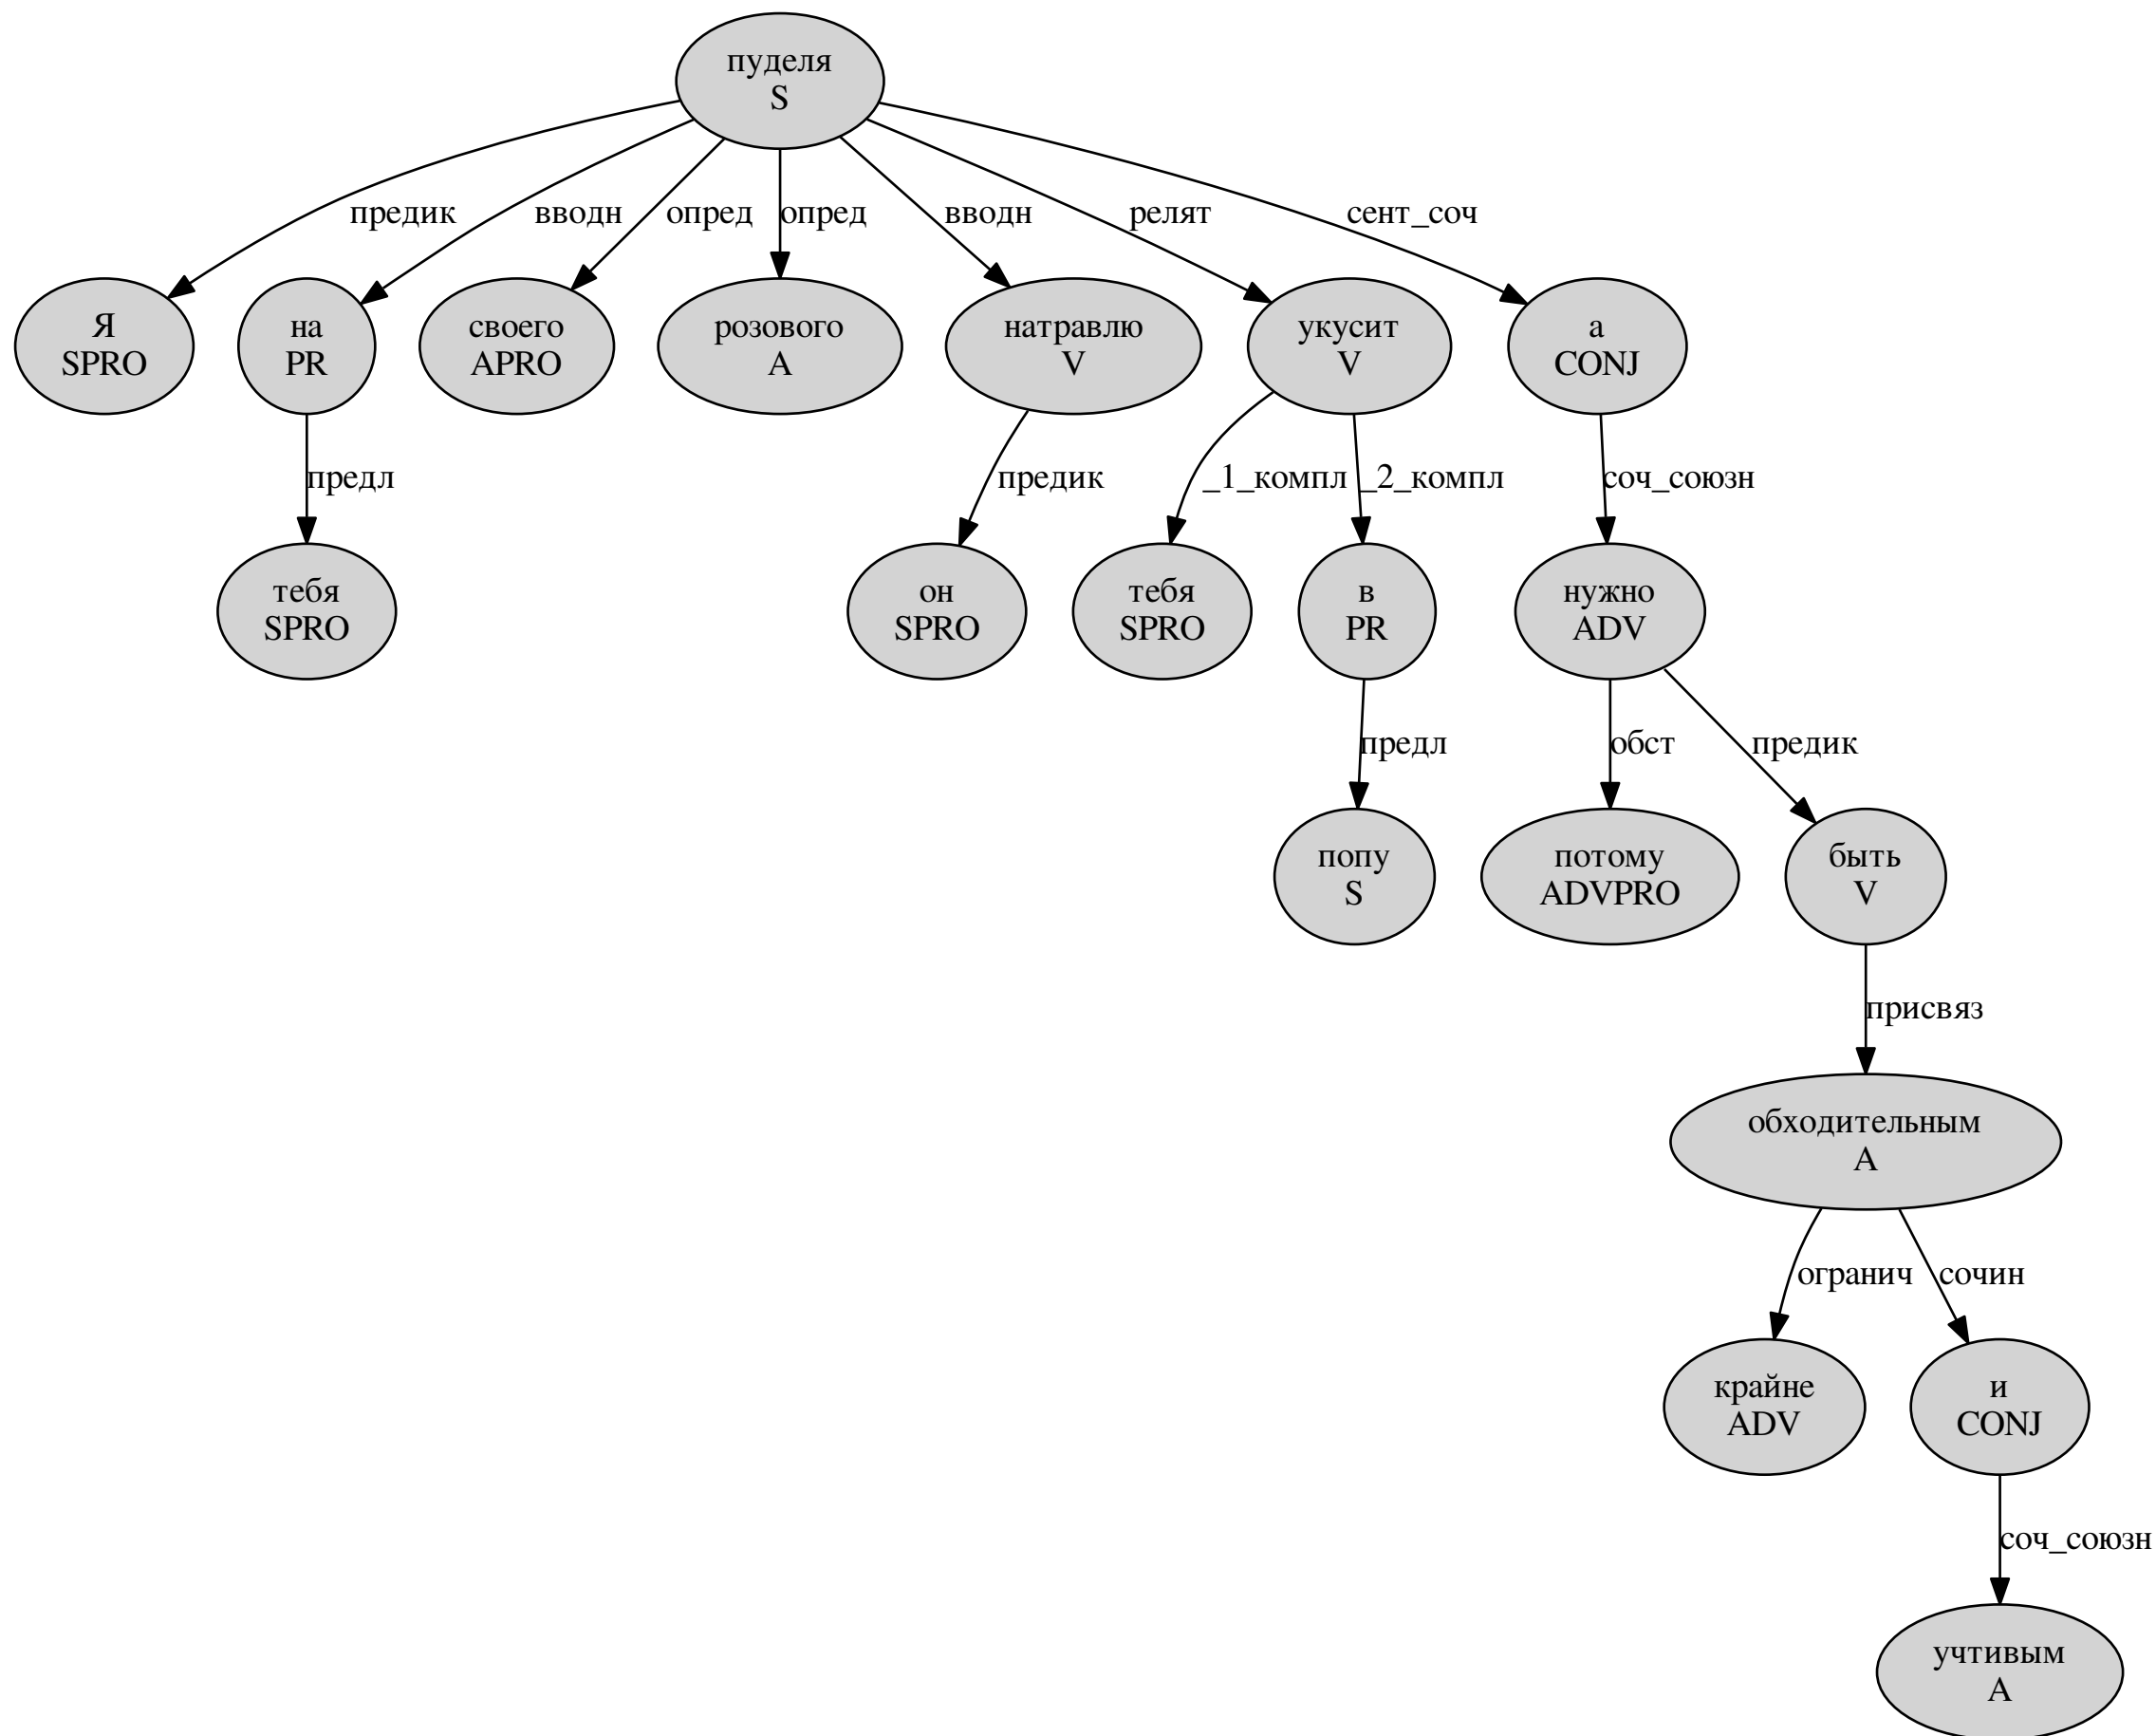 пуделя
S
предик
вводн
опред
опред
вводн
релят
сент_соч
Я
SPRO
на
PR
своего
APRO
розового
A
натравлю
V
укусит
V
а
CONJ
предл
предик
_1_компл
_2_компл
соч_союзн
тебя
SPRO
он
SPRO
тебя
SPRO
в
PR
нужно
ADV
предл
обст
предик
попу
S
потому
ADVPRO
быть
V
присвяз
обходительным
A
огранич
сочин
крайне
ADV
и
CONJ
соч_союзн
учтивым
A